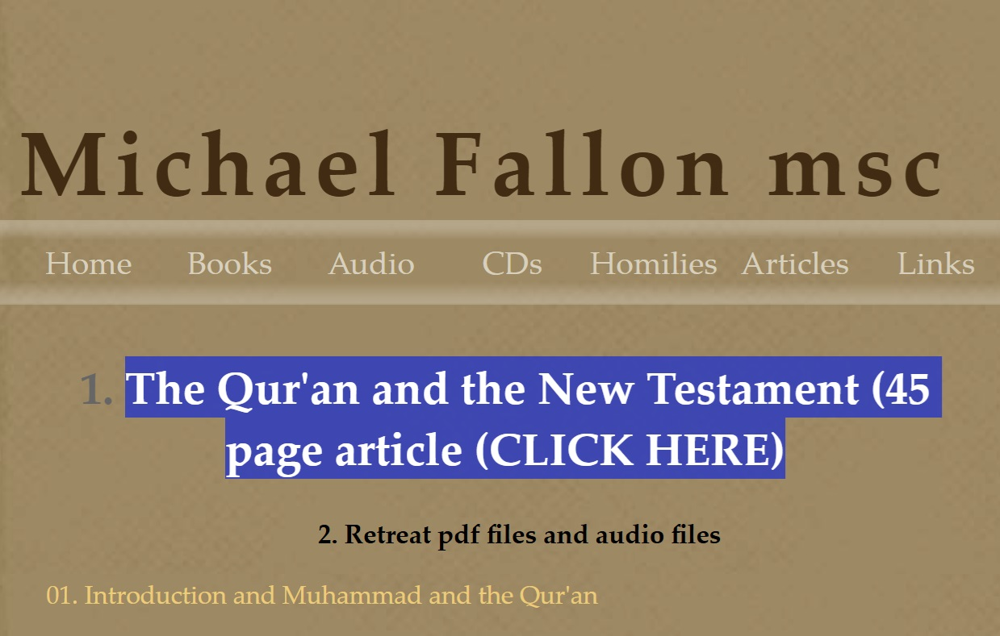 Michael Fallon msc
Home Books Audio CDs Homilies Articles Links
1. The Qur'an and the New Testament (45
page article (CLICK HERE)
2. Retreat pdf files and audio files
01. Introduction and Muhammad and the Qur'an